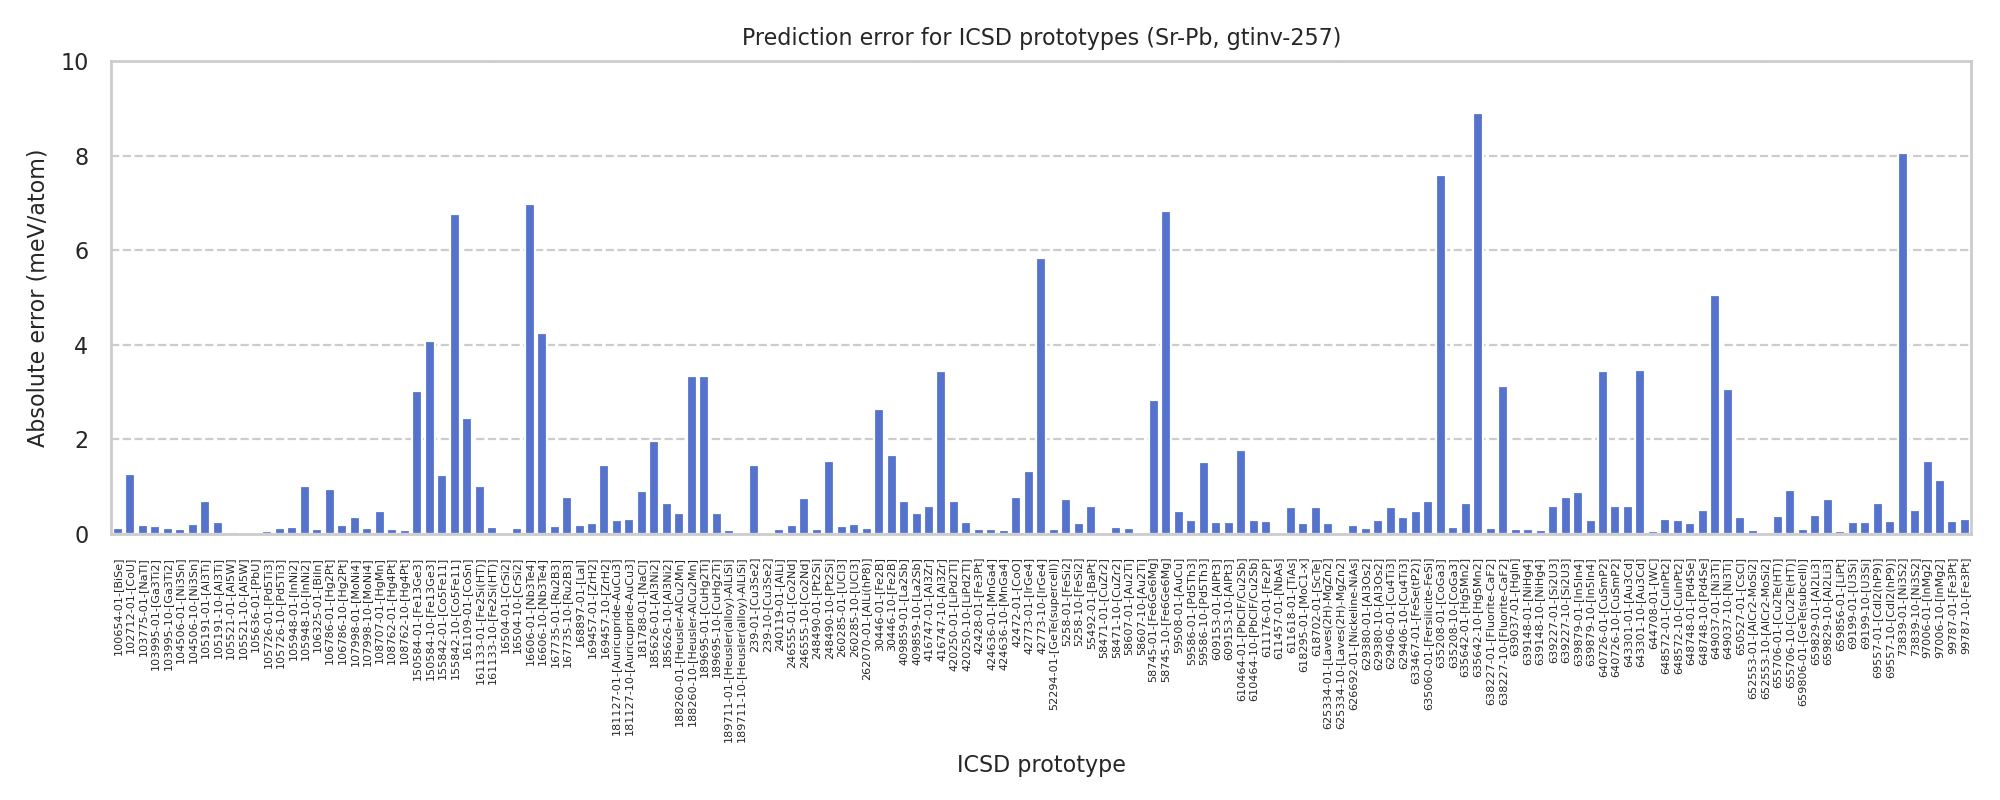 Prediction error for ICSD prototypes (Sr-Pb, gtinv-257)
Absolute error (meV/atom)
10
8
6
4
2
0
100654-01-[BiSe]
102712-01-[CoU]
103775-01-[NaTl]
103995-01-[Ga3Ti2]
103995-10-[Ga3Ti2]
104506-01-[Ni3Sn]
104506-10-[Ni3Sn]
105191-01-[Al3Ti]
105191-10-[Al3Ti]
105521-01-[Al5W]
105521-10-[Al5W]
105636-01-[PbU]
105726-01-[Pd5Ti3]
105726-10-[Pd5Ti3]
105948-01-[InNi2]
105948-10-[InNi2]
106325-01-[BiIn]
106786-01-[Hg2Pt]
106786-10-[Hg2Pt]
107998-01-[MoNi4]
107998-10-[MoNi4]
108707-01-[HgMn]
108762-01-[Hg4Pt]
108762-10-[Hg4Pt]
150584-01-[Fe13Ge3]
150584-10-[Fe13Ge3]
155842-01-[Co5Fe11]
155842-10-[Co5Fe11]
161109-01-[CoSn]
161133-01-[Fe2Si(HT)]
161133-10-[Fe2Si(HT)]
16504-01-[CrSi2]
16504-10-[CrSi2]
16606-01-[Nb3Te4]
16606-10-[Nb3Te4]
167735-01-[Ru2B3]
167735-10-[Ru2B3]
168897-01-[LaI]
169457-01-[ZrH2]
169457-10-[ZrH2]
181127-01-[Auricupride-AuCu3]
181127-10-[Auricupride-AuCu3]
181788-01-[NaCl]
185626-01-[Al3Ni2]
185626-10-[Al3Ni2]
188260-01-[Heusler-AlCu2Mn]
188260-10-[Heusler-AlCu2Mn]
189695-01-[CuHg2Ti]
189695-10-[CuHg2Ti]
189711-01-[Heusler(alloy)-AlLiSi]
189711-10-[Heusler(alloy)-AlLiSi]
239-01-[Cu3Se2]
239-10-[Cu3Se2]
240119-01-[AlLi]
246555-01-[Co2Nd]
246555-10-[Co2Nd]
248490-01-[Pt2Si]
248490-10-[Pt2Si]
260285-01-[UCl3]
260285-10-[UCl3]
262070-01-[AlLi(hP8)]
30446-01-[Fe2B]
30446-10-[Fe2B]
409859-01-[La2Sb]
409859-10-[La2Sb]
416747-01-[Al3Zr]
416747-10-[Al3Zr]
420250-01-[LiPd2Tl]
420250-10-[LiPd2Tl]
42428-01-[Fe3Pt]
424636-01-[MnGa4]
424636-10-[MnGa4]
42472-01-[CoO]
42773-01-[IrGe4]
42773-10-[IrGe4]
52294-01-[GeTe(supercell)]
5258-01-[FeSi2]
5258-10-[FeSi2]
55492-01-[BaPt]
58471-01-[CuZr2]
58471-10-[CuZr2]
58607-01-[Au2Ti]
58607-10-[Au2Ti]
58745-01-[Fe6Ge6Mg]
58745-10-[Fe6Ge6Mg]
59508-01-[AuCu]
59586-01-[Pd5Th3]
59586-10-[Pd5Th3]
609153-01-[AlPt3]
609153-10-[AlPt3]
610464-01-[PbClF/Cu2Sb]
610464-10-[PbClF/Cu2Sb]
611176-01-[Fe2P]
611457-01-[NbAs]
611618-01-[TiAs]
618295-01-[MoC1-x]
618702-01-[ScTe]
625334-01-[Laves(2H)-MgZn2]
625334-10-[Laves(2H)-MgZn2]
626692-01-[Nickeline-NiAs]
629380-01-[Al3Os2]
629380-10-[Al3Os2]
629406-01-[Cu4Ti3]
629406-10-[Cu4Ti3]
633467-01-[FeSe(tP2)]
635060-01-[Fersilicite-FeSi]
635208-01-[CoGa3]
635208-10-[CoGa3]
635642-01-[Hg5Mn2]
635642-10-[Hg5Mn2]
638227-01-[Fluorite-CaF2]
638227-10-[Fluorite-CaF2]
639037-01-[HgIn]
639148-01-[NiHg4]
639148-10-[NiHg4]
639227-01-[Si2U3]
639227-10-[Si2U3]
639879-01-[In5In4]
639879-10-[In5In4]
640726-01-[CuSmP2]
640726-10-[CuSmP2]
643301-01-[Au3Cd]
643301-10-[Au3Cd]
644708-01-[WC]
648572-01-[CuInPt2]
648572-10-[CuInPt2]
648748-01-[Pd4Se]
648748-10-[Pd4Se]
649037-01-[Ni3Ti]
649037-10-[Ni3Ti]
650527-01-[CsCl]
652553-01-[AlCr2-MoSi2]
652553-10-[AlCr2-MoSi2]
655706-01-[Cu2Te(HT)]
655706-10-[Cu2Te(HT)]
659806-01-[GeTe(subcell)]
659829-01-[Al2Li3]
659829-10-[Al2Li3]
659856-01-[LiPt]
69199-01-[U3Si]
69199-10-[U3Si]
69557-01-[CdI2(hP9)]
69557-10-[CdI2(hP9)]
73839-01-[Ni3S2]
73839-10-[Ni3S2]
97006-01-[InMg2]
97006-10-[InMg2]
99787-01-[Fe3Pt]
99787-10-[Fe3Pt]
ICSD prototype